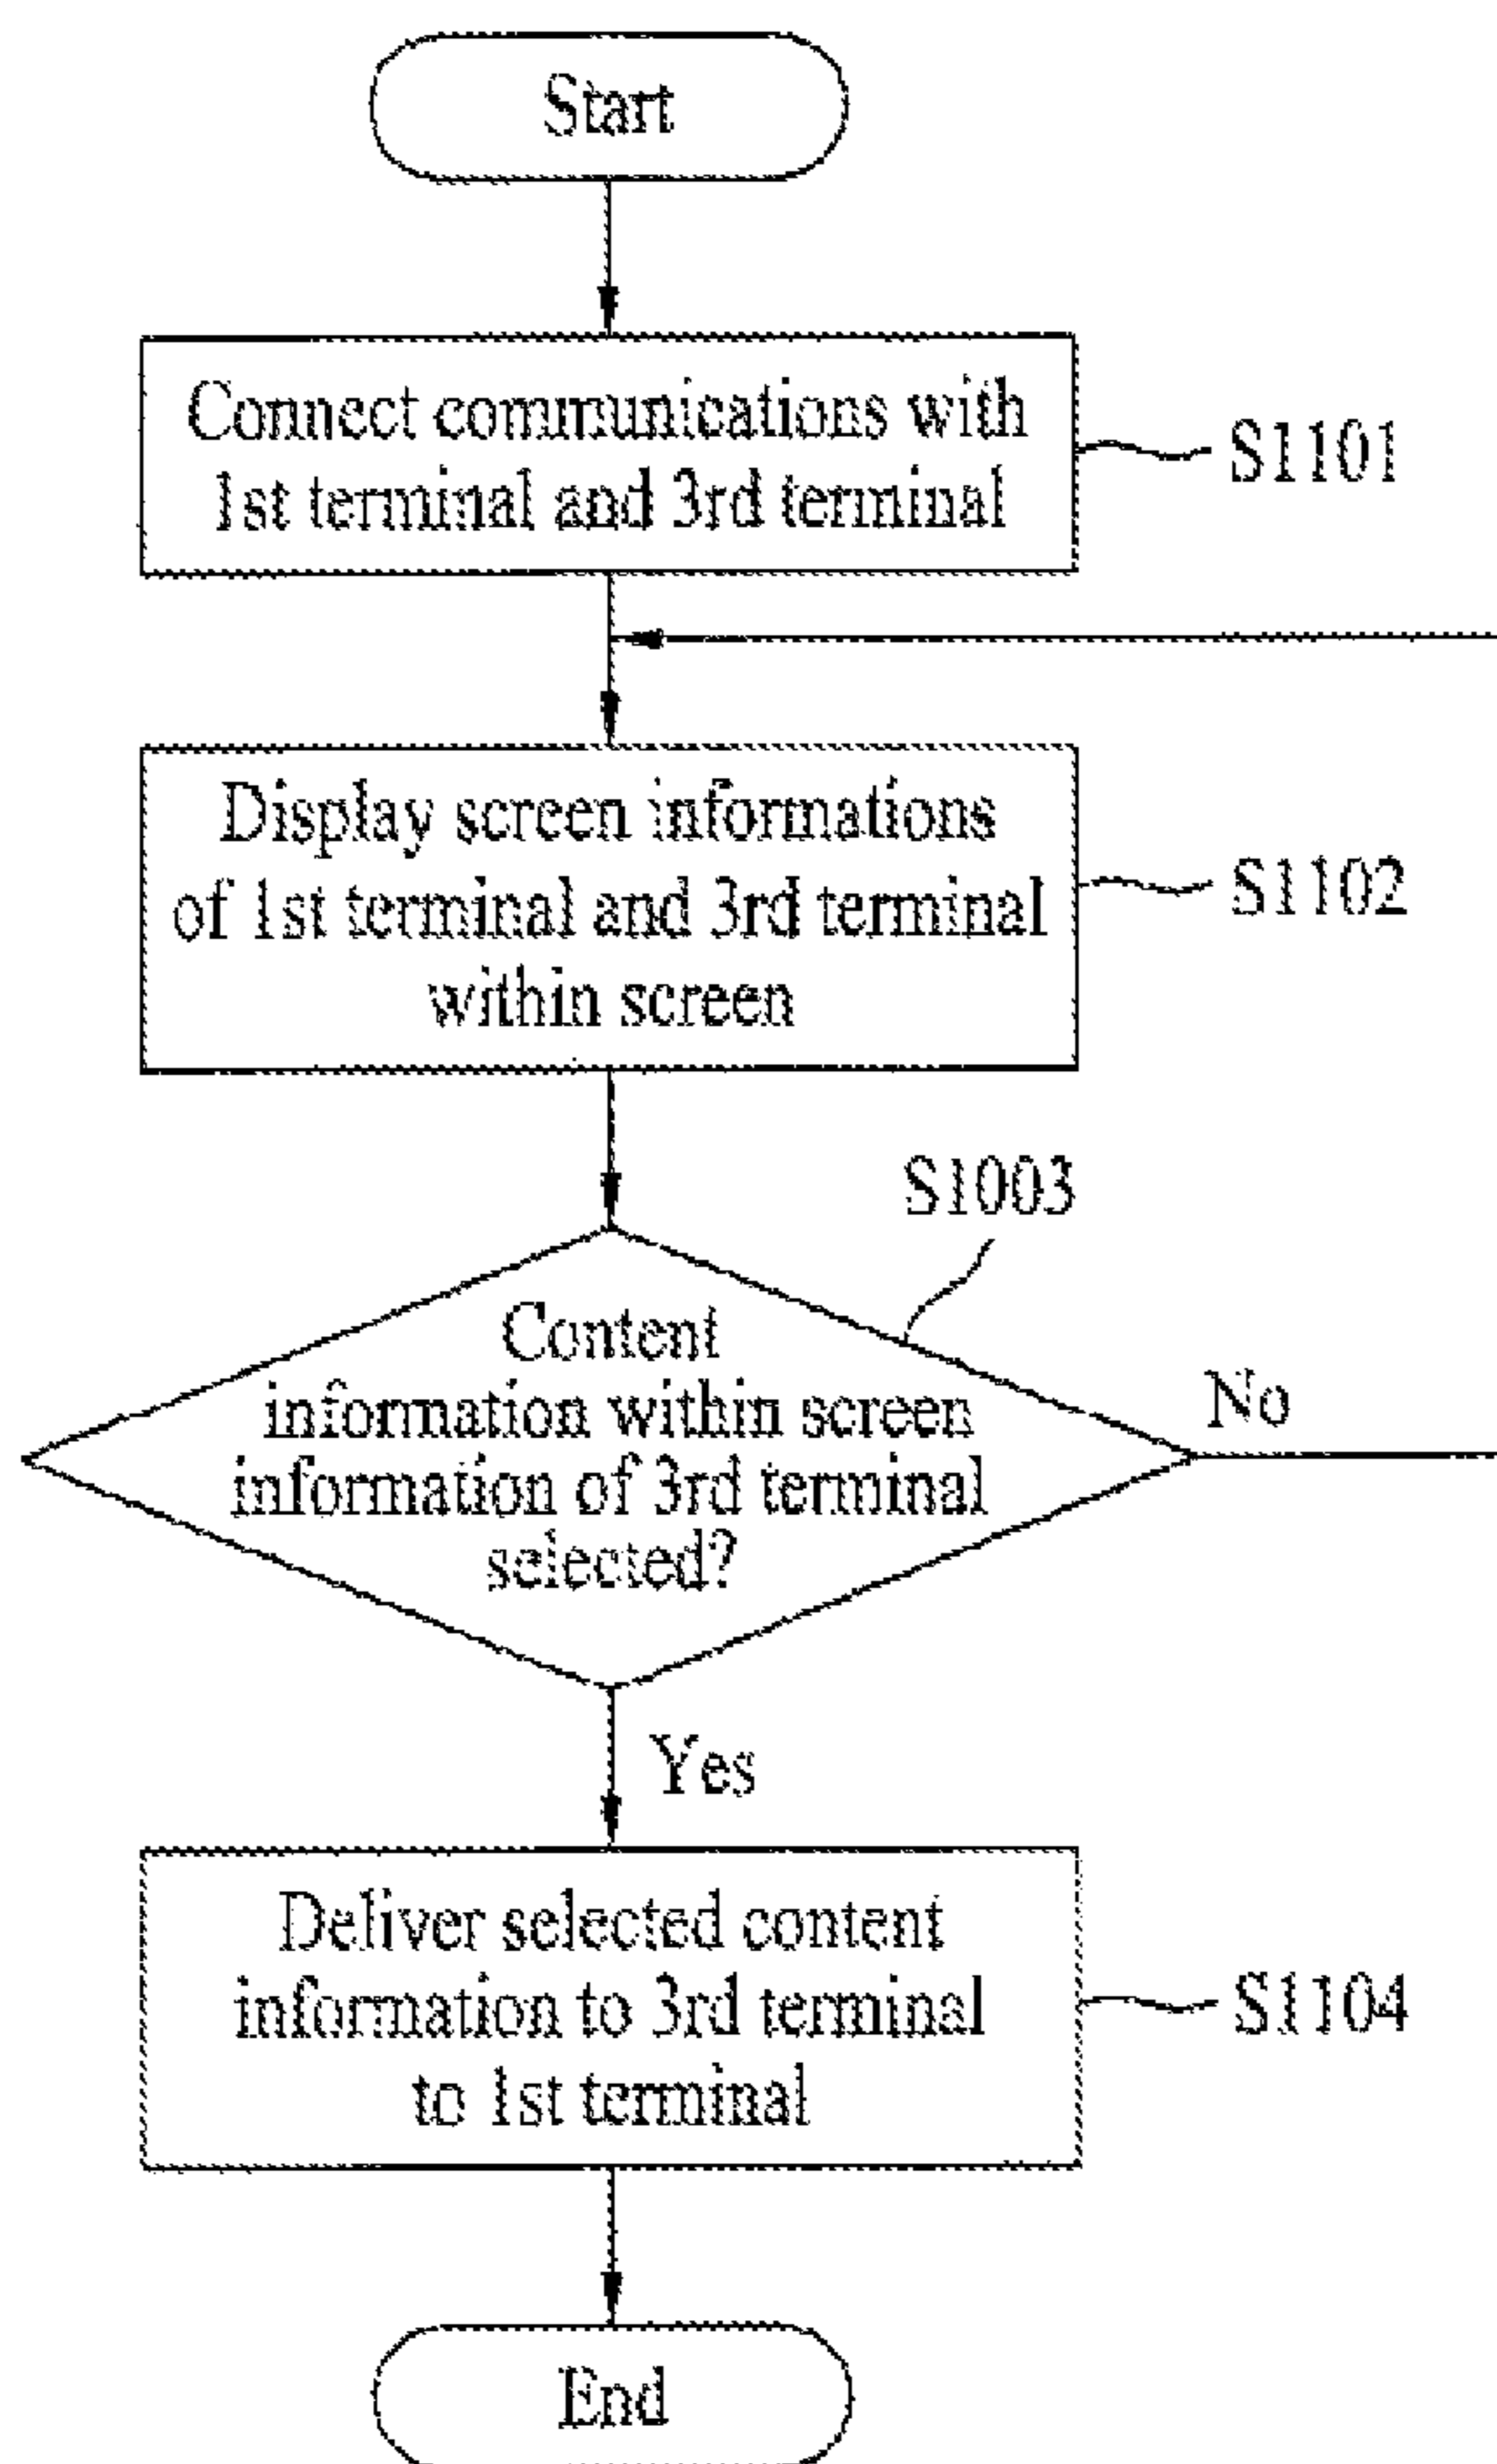 Start
Connect communications with
1st terminal and 3rd terminal
S1101
Display screen informations
of 1st terminal and 3rd terminal
within screen
S1102
S1003
Content
information within screen
information of 3rd terminal
selected?
No
Yes
Deliver selected content
information to 3rd terminal
to 1st terminal
S1104
End